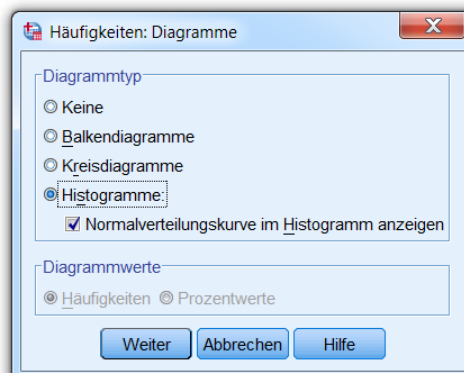 Häufigkeiten: Diagramme
Diagrammtyp
Keine
Balkendiagramme
Kreisdiagramme
Histogramme:
Normalverteilungskurve im Histogramm anzeigen
Diagrammwerte
Häufigkeiten Prozentwerte
Weiter Abbrechen Hilfe